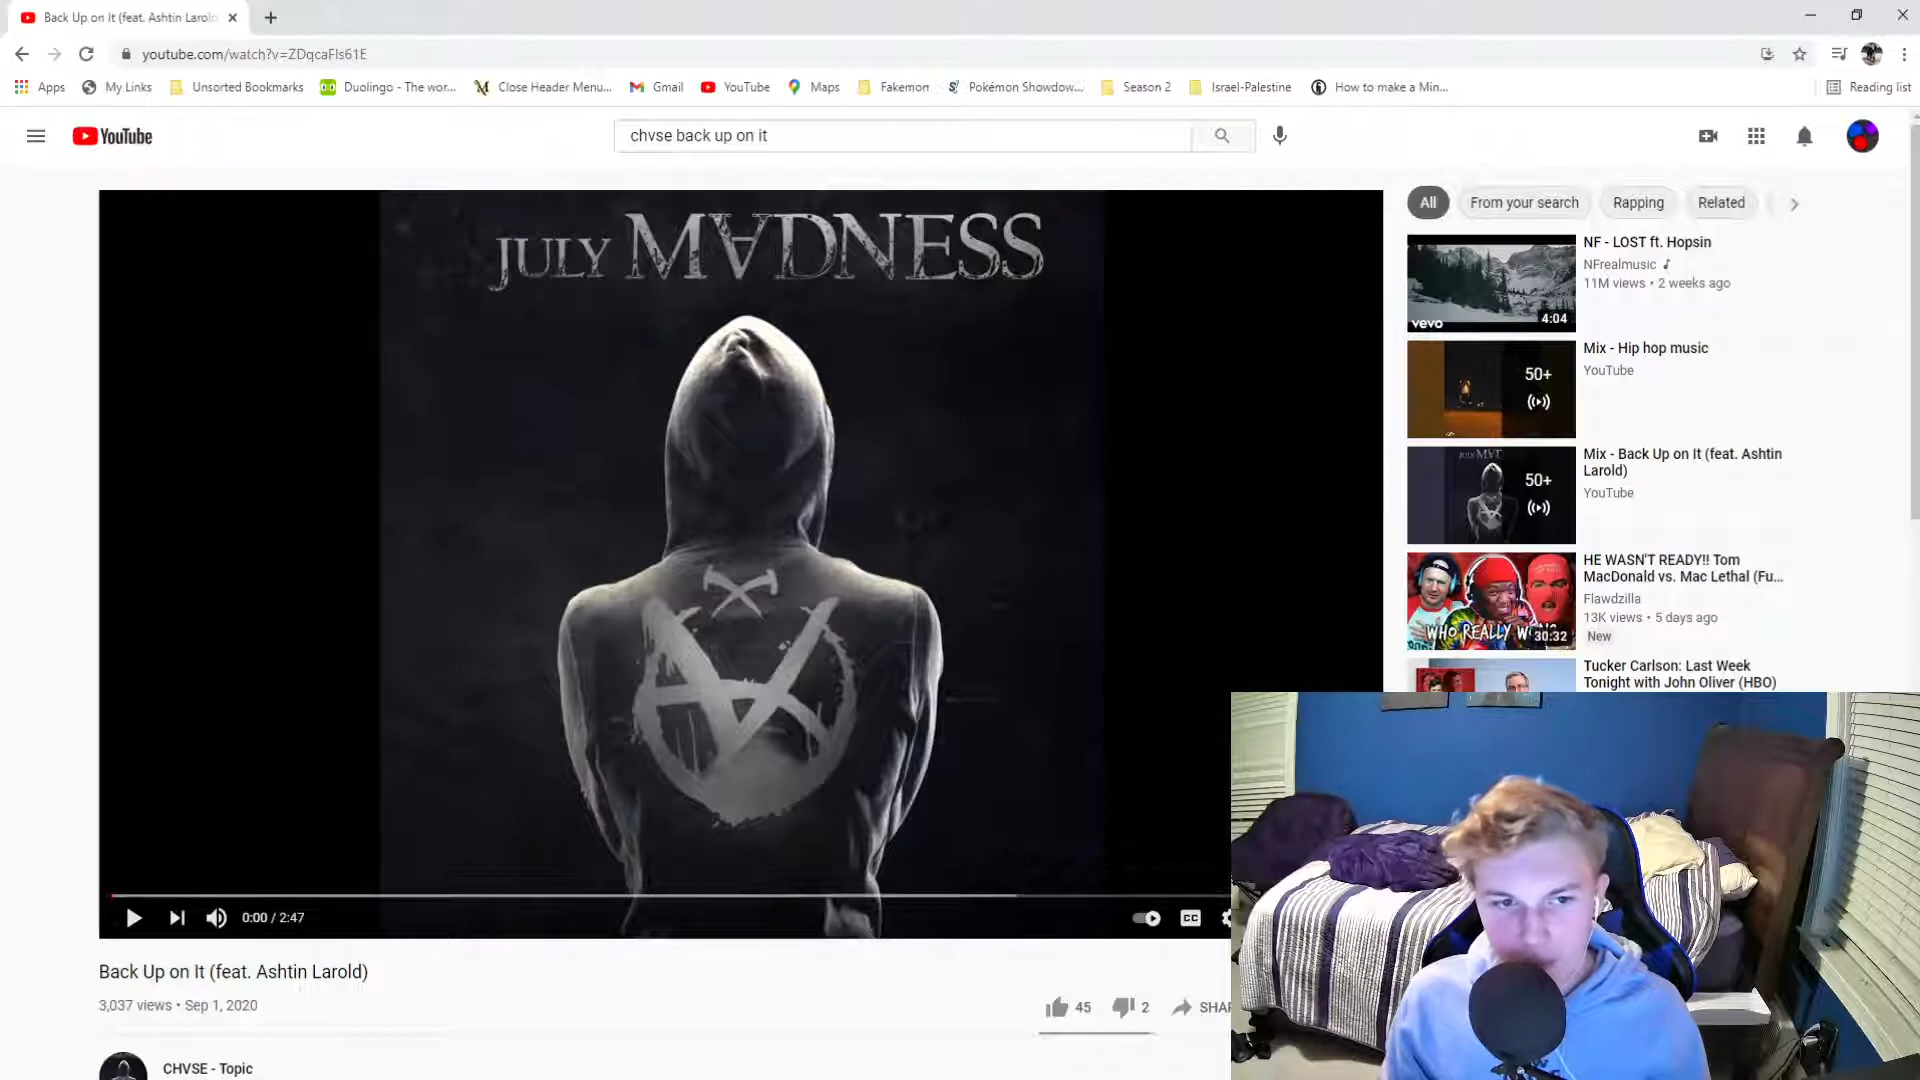 Back Up on It (feat. Ashtin Larold
youtube.com/watch?v=ZDqcaFIs61E
Apps
My Links
Unsorted Bookmarks
Duolingo - The wor...
Close Header Menu...
Gmail
YouTube
Maps
Fakemon
Pokémon Showdow...
Season 2
Israel-Palestine
How to make a Min...
Reading list
YouTube
chvse back up on it
JULY MVDNESS
All
From your search
Rapping
Related
NF - LOST ft. Hopsin
NFrealmusic
11M views • 2 weeks ago
vevo
4:04
Mix - Hip hop music
YouTube
50+
Mix - Back Up on It (feat. Ashtin
Larold)
YouTube
50+
HE WASN'T READY!! Tom
MacDonald vs. Mac Lethal (Fu...
Flawdzilla
13K views • 5 days ago
New
WHO REALLY
30:32
Tucker Carlson: Last Week
Tonight with John Oliver (HBO)
0:00 / 2:47
CC
Back Up on It (feat. Ashtin Larold)
3,037 views • Sep 1, 2020
45
2
SHAR
CHVSE - Topic